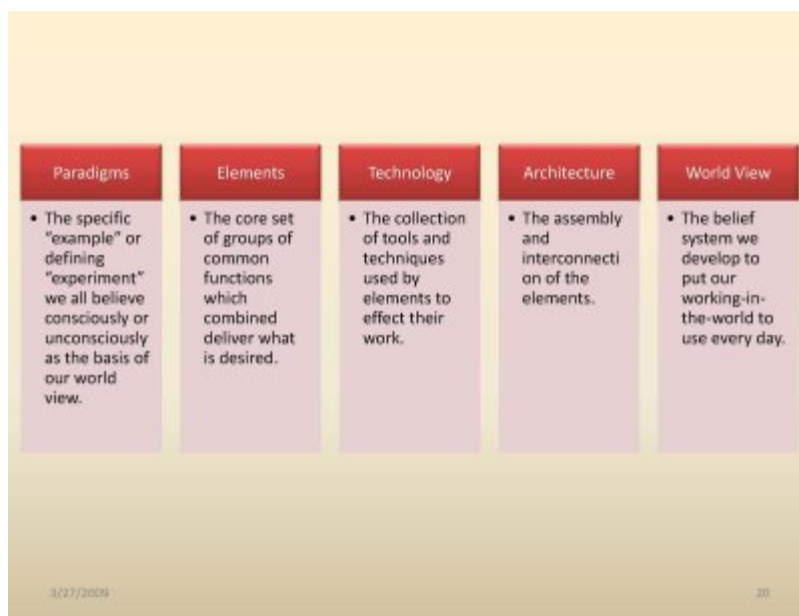 Paradigms
• The specific
“example” or
defining
“experiment”
we all believe
consciously or
unconsciously
as the basis of
our world
view.
Elements
• The core set
of groups of
common
functions
which
combined
deliver what
is desired.
Technology
• The collection
of tools and
techniques
used by
elements to
effect their
work.
Architecture
• The assembly
and
interconnecti
on of the
elements.
World View
• The belief
system we
develop to
put our
working-in-
the-world to
use every day.
3/27/2009
20